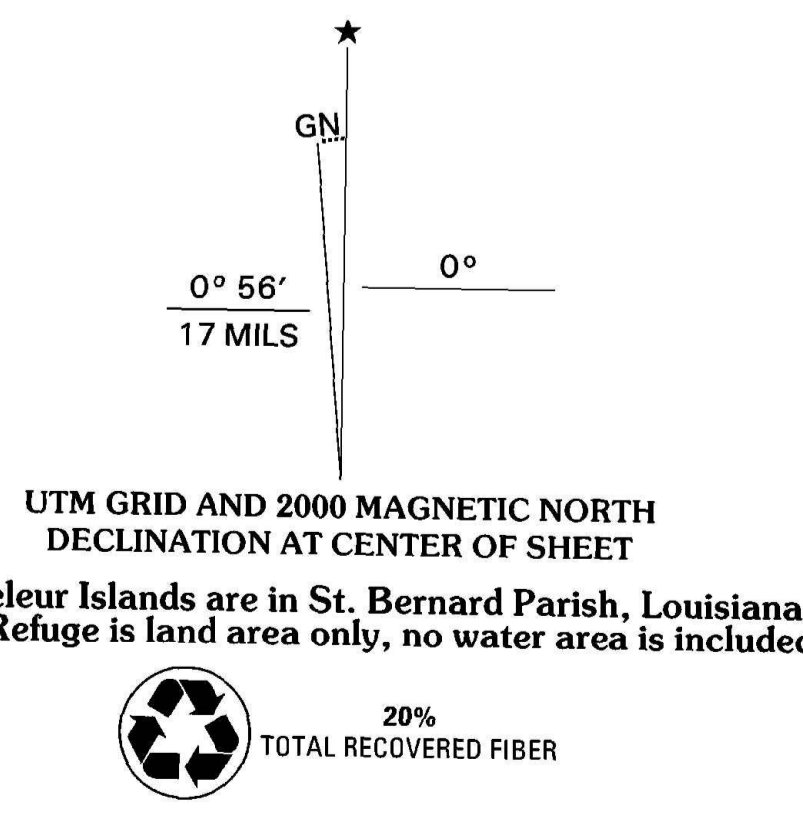 ★
GN
0° 56′
17 MILS
0°
UTM GRID AND 2000 MAGNETIC NORTH
DECLINATION AT CENTER OF SHEET
eleur Islands are in St. Bernard Parish, Louisiana
Refuge is land area only, no water area is included
20%
TOTAL RECOVERED FIBER